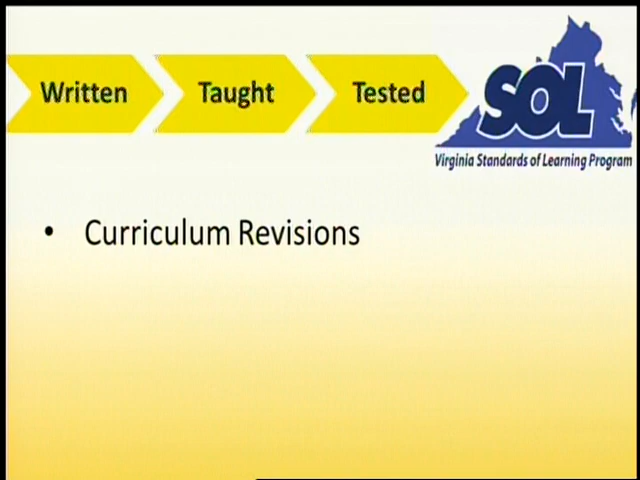 Written Taught Tested
SOL
Virginia Standards of Learning Program
• Curriculum Revisions